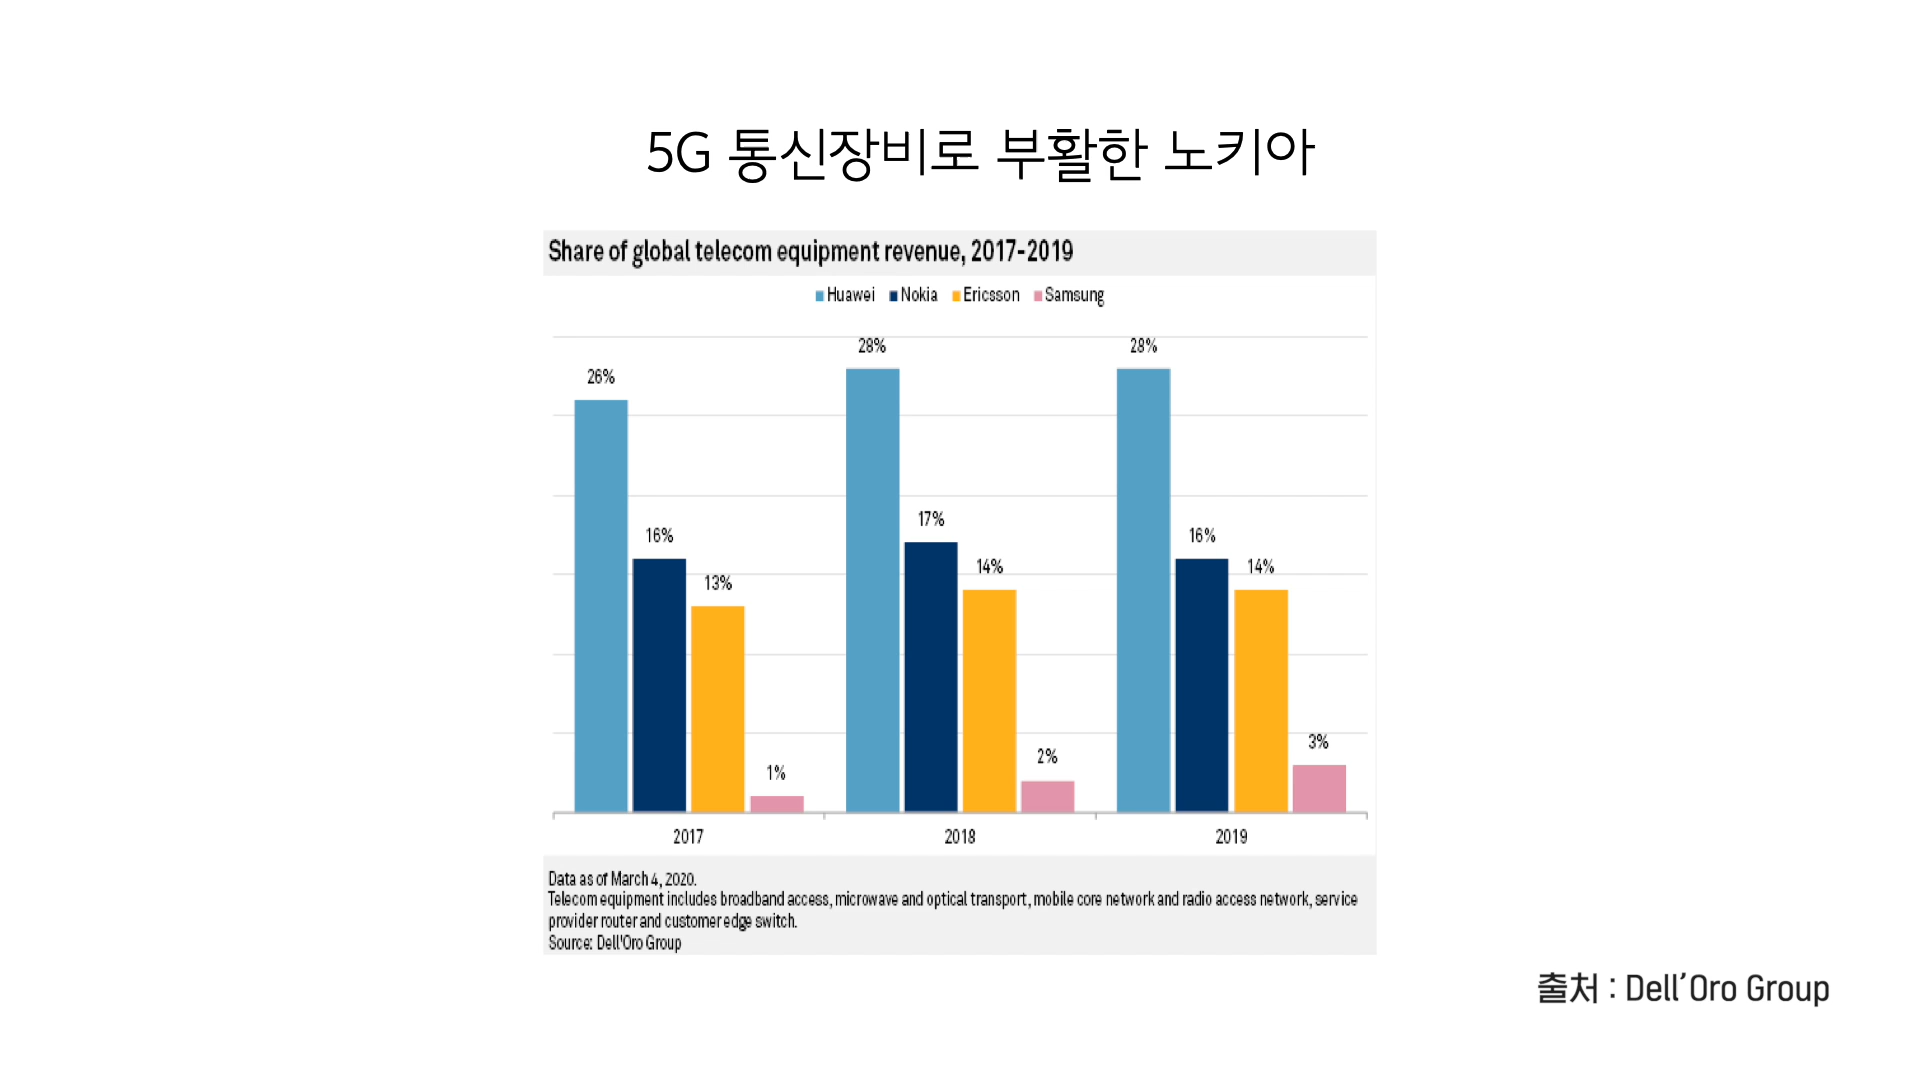 5G 통신장비로 부활한 노키아
Share of global telecom equipment revenue, 2017-2019
Huawei Nokia Ericsson Samsung
26% 16% 13% 1%
28% 17% 14% 2%
28% 16% 14% 3%
2017 2018 2019
Data as of March 4, 2020.
Telecom equipment includes broadband access, microwave and optical transport, mobile core network and radio access network, service
provider router and customer edge switch.
Source: Dell'Oro Group
출처 : Dell’Oro Group